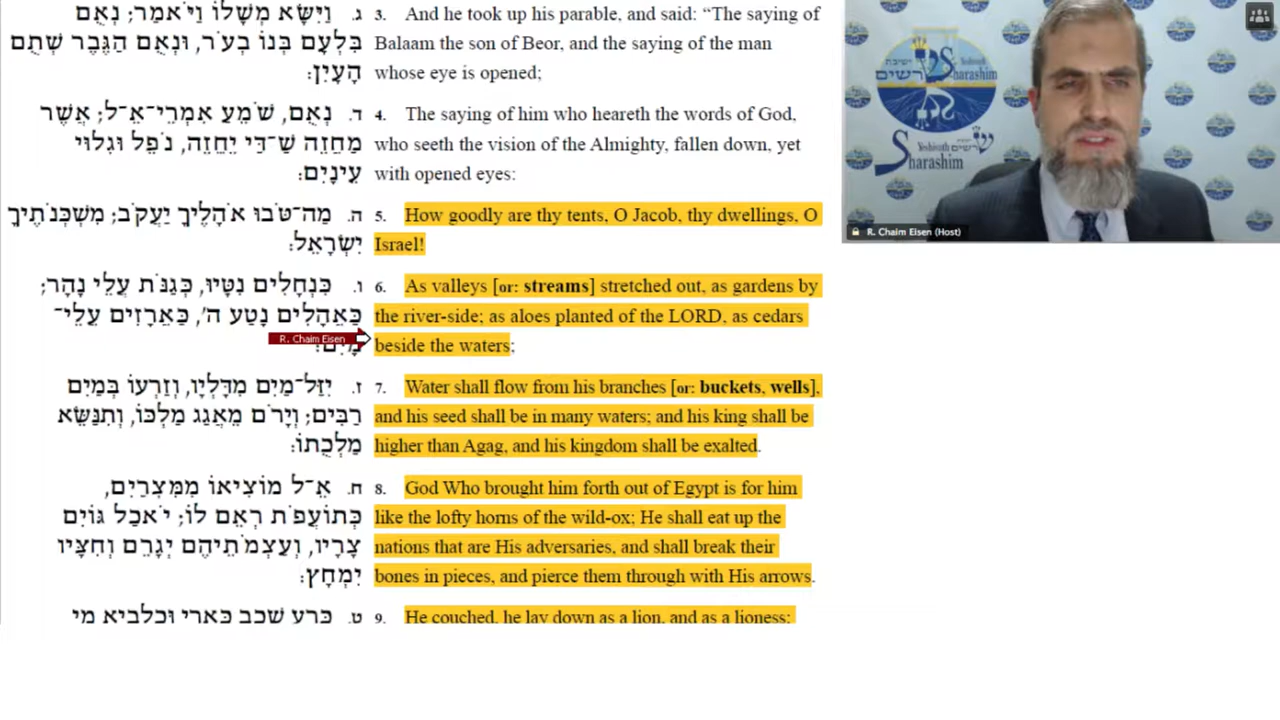 ג. וַיִּשָּׂא מְשָׁלוֹ וַיֹּאמַר; נְאֻם
בִּלְעָם בְּנוֹ בְעֹר, וּנְאֻם הַגֶּבֶר שְׁתֻם
הָעָיִן:
3. And he took up his parable, and said: “The saying of
Balaam the son of Beor, and the saying of the man
whose eye is opened;
ד. נְאֻם, שֹׁמֵעַ אִמְרֵי־אֵ־ל; אֲשֶׁר
מַחֲזֵה שַׁ־דַּי יֶחֱזֶה, נֹפֵל וּגְלוּי
עֵינָיִם:
4. The saying of him who heareth the words of God,
who seeth the vision of the Almighty, fallen down, yet
with opened eyes:
ה. מַה־טֹּבוּ אֹהָלֶיךָ יַעֲקֹב; מִשְׁכְּנֹתֶיךָ
יִשְׂרָאֵל:
5. How goodly are thy tents, O Jacob, thy dwellings, O
Israel!
ו. כִּנְחָלִים נִטָּיוּ, כְּגַנֹּת עֲלֵי נָהָר;
כַּאֲהָלִים נָטַע ה', כַּאֲרָזִים עֲלֵי־
מָיִם:
6. As valleys [or: streams] stretched out, as gardens by
the river-side; as aloes planted of the LORD, as cedars
beside the waters;
R. Chaim Eisen
ז. יִזַּל־מַיִם מִדָּלְיָו, וְזַרְעוֹ בְּמַיִם
רַבִּים; וְיָרֹם מֵאֲגַג מַלְכּוֹ, וְתִנַּשֵּׂא
מַלְכֻתוֹ:
7. Water shall flow from his branches [or: buckets, wells],
and his seed shall be in many waters; and his king shall be
higher than Agag, and his kingdom shall be exalted.
ח. אֵ־ל מוֹצִיאוֹ מִמִּצְרַיִם,
כְּתוֹעֲפֹת רְאֵם לוֹ; יֹאכַל גּוֹיִם
צָרָיו, וְעַצְמֹתֵיהֶם יְגָרֵם וְחִצָּיו
יִמְחָץ:
8. God Who brought him forth out of Egypt is for him
like the lofty horns of the wild-ox; He shall eat up the
nations that are His adversaries, and shall break their
bones in pieces, and pierce them through with His arrows.
ט. כָּרַע שָׁכַב כַּאֲרִי וּכְלָבִיא מִי
9. He couched, he lay down as a lion, and as a lioness;
ישיבת שרשים
Yeshivath
Sharashim
Yeshivoth ישיבות שרשים
Sharashim
R. Chaim Eisen (Host)